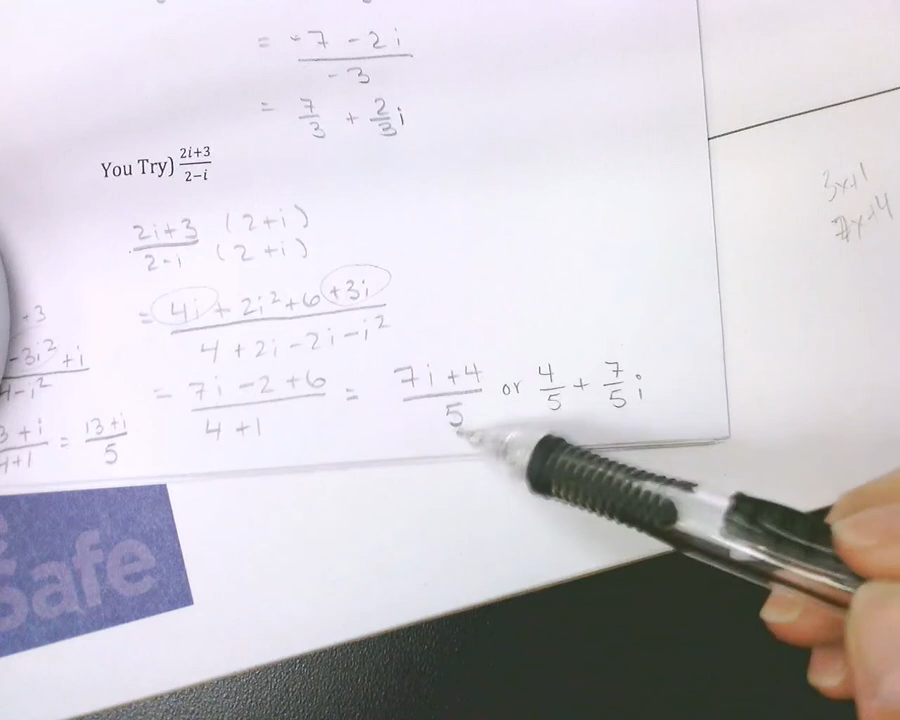 = -7 - 2i
-3
= 7/3 + 2/3 i
You Try) 2i+3
2-i
3x+1
2i+3 (2+i)
2-i (2+i)
= 4i + 2i² + 6 + 3i
4 + 2i - 2i - i²
-3
-3i² + i
4-i²
= 7i - 2 + 6 = 7i + 4 or 4/5 + 7/5 i
4 + 1 5
3 + i = 13+i
4+1 5
Safe